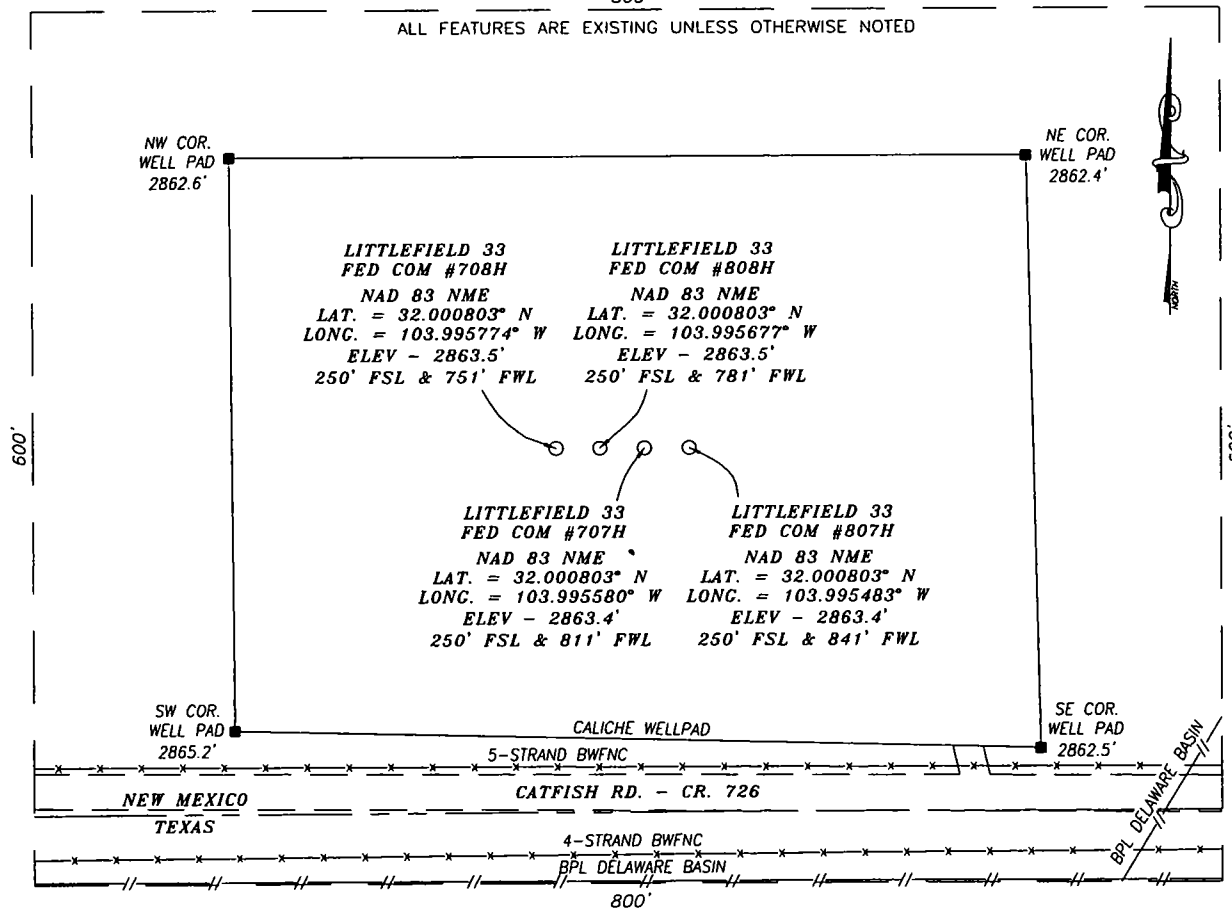 ALL FEATURES ARE EXISTING UNLESS OTHERWISE NOTED
NW COR.
WELL PAD
2862.6'
NE COR.
WELL PAD
2862.4'
NORTH
LITTLEFIELD 33
FED COM #708H
NAD 83 NME
LAT. = 32.000803° N
LONG. = 103.995774° W
ELEV - 2863.5'
250' FSL & 751' FWL
LITTLEFIELD 33
FED COM #808H
NAD 83 NME
LAT. = 32.000803° N
LONG. = 103.995677° W
ELEV - 2863.5'
250' FSL & 781' FWL
600'
LITTLEFIELD 33
FED COM #707H
NAD 83 NME
LAT. = 32.000803° N
LONG. = 103.995580° W
ELEV - 2863.4'
250' FSL & 811' FWL
LITTLEFIELD 33
FED COM #807H
NAD 83 NME
LAT. = 32.000803° N
LONG. = 103.995483° W
ELEV - 2863.4'
250' FSL & 841' FWL
SW COR.
WELL PAD
2865.2'
SE COR.
WELL PAD
2862.5'
CALICHE WELLPAD
5-STRAND BWFNC
CATFISH RD. - CR. 726
NEW MEXICO
TEXAS
4-STRAND BWFNC
BPL DELAWARE BASIN
BPL DELAWARE BASIN
800'